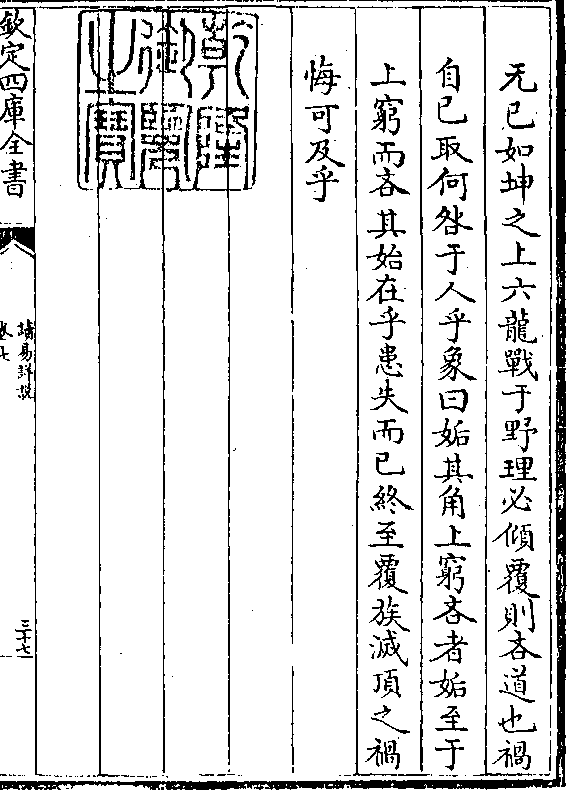 无已如坤之上六龍戰于野理必傾覆則吝道也禍
自已取何咎于人乎象曰姤其角上窮吝者姤至于
上窮而吝其始在乎患失而已終至覆族滅頂之禍
悔可及乎
乾隆御覽之寶
欽定四庫全書
讀易詳說
卷七
三十七